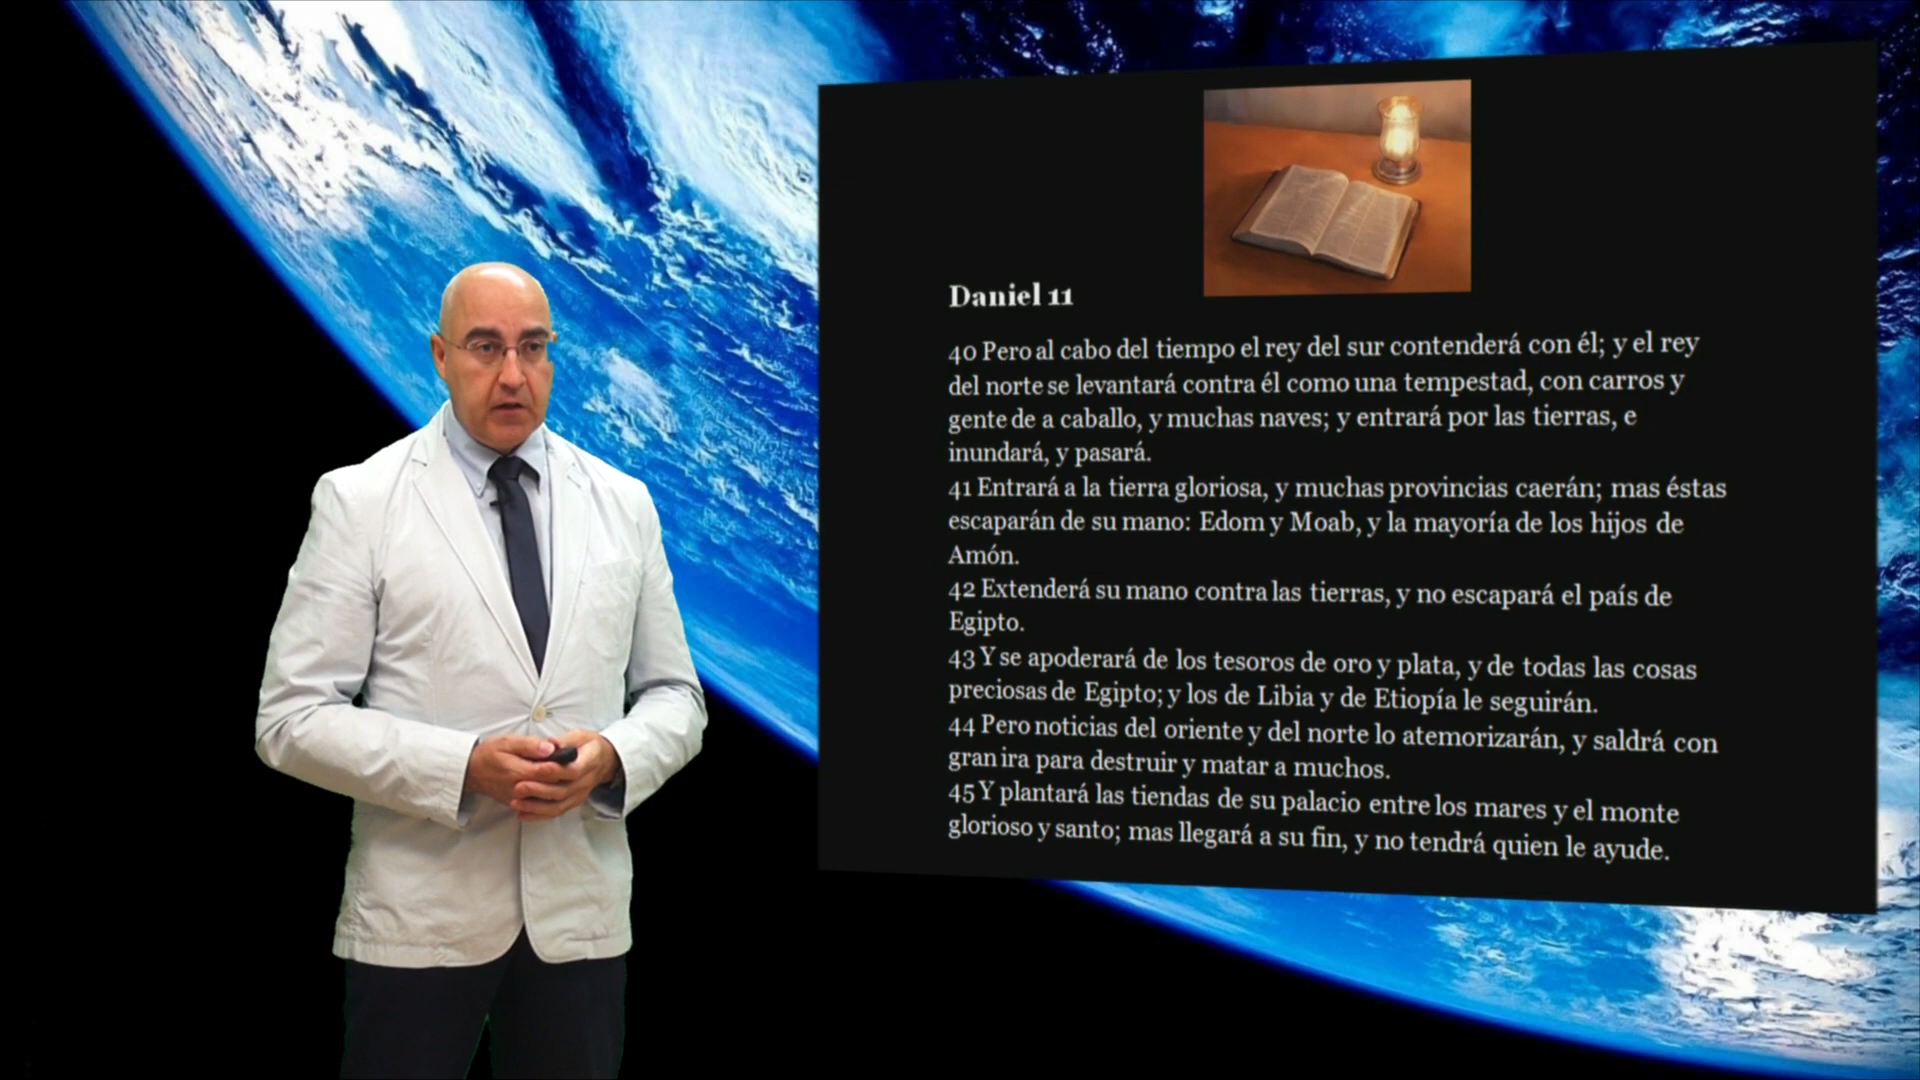 Daniel 11
40 Pero al cabo del tiempo el rey del sur contenderá con él; y el rey
del norte se levantará contra él como una tempestad, con carros y
gente de a caballo, y muchas naves; y entrará por las tierras, e
inundará, y pasará.
41 Entrará a la tierra gloriosa, y muchas provincias caerán; mas éstas
escaparán de su mano: Edom y Moab, y la mayoría de los hijos de
Amón.
42 Extenderá su mano contra las tierras, y no escapará el país de
Egipto.
43 Y se apoderará de los tesoros de oro y plata, y de todas las cosas
preciosas de Egipto; y los de Libia y de Etiopía le seguirán.
44 Pero noticias del oriente y del norte lo atemorizarán, y saldrá con
gran ira para destruir y matar a muchos.
45 Y plantará las tiendas de su palacio entre los mares y el monte
glorioso y santo; mas llegará a su fin, y no tendrá quien le ayude.